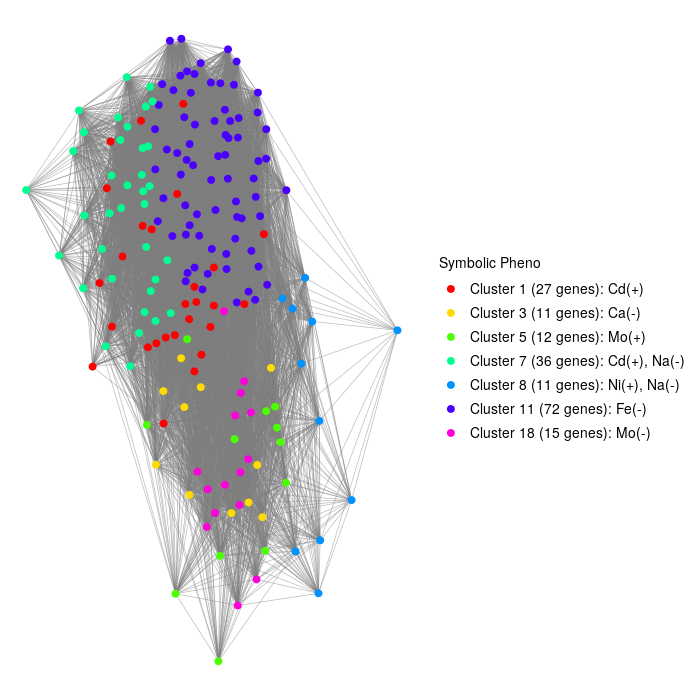 Symbolic Pheno
Cluster 1 (27 genes): Cd(+)
Cluster 3 (11 genes): Ca(-)
Cluster 5 (12 genes): Mo(+)
Cluster 7 (36 genes): Cd(+), Na(-)
Cluster 8 (11 genes): Ni(+), Na(-)
Cluster 11 (72 genes): Fe(-)
Cluster 18 (15 genes): Mo(-)